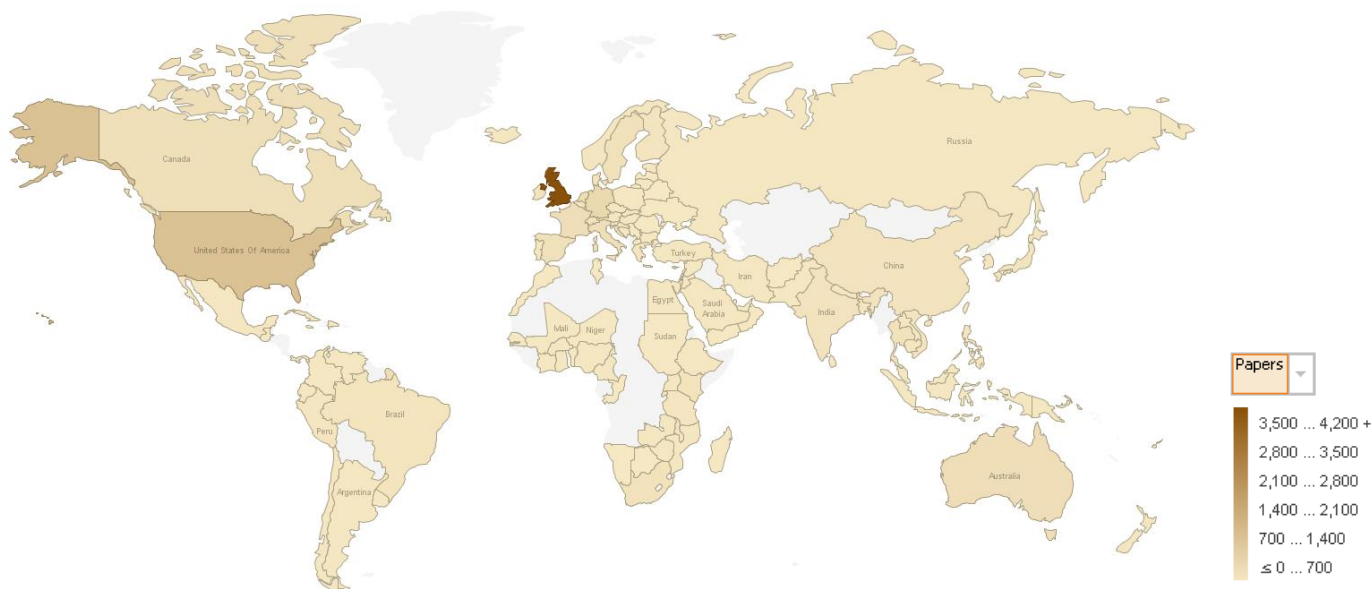 Canada
Russia
United States Of America
Turkey
China
Iran
Egypt
Saudi
Arabia
India
Mali
Niger
Sudan
Brazil
Peru
Argentina
Australia
Papers
3,500 ... 4,200 +
2,800 ... 3,500
2,100 ... 2,800
1,400 ... 2,100
700 ... 1,400
≤ 0 ... 700